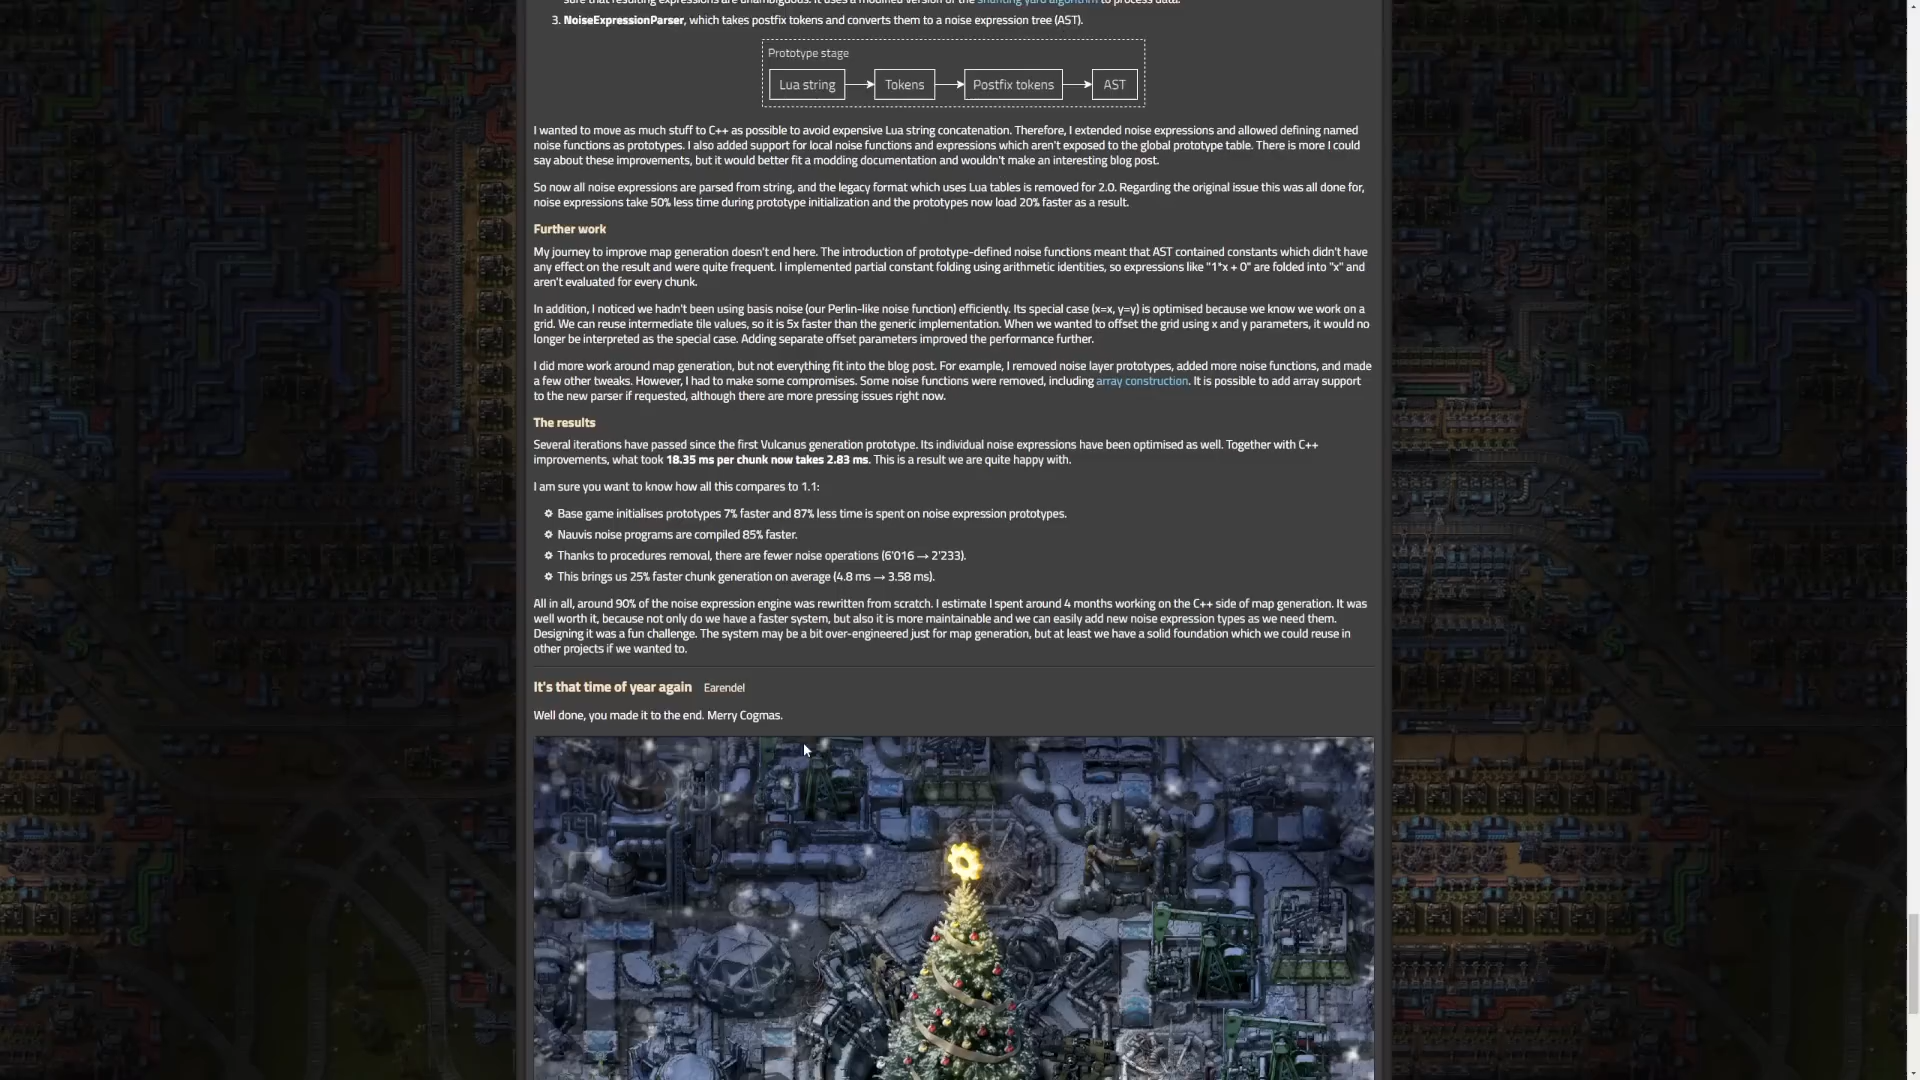 sure that resulting expressions are unambiguous. It uses a modified version of the shunting yard algorithm to process data.
3. NoiseExpressionParser, which takes postfix tokens and converts them to a noise expression tree (AST).
Prototype stage
Lua string
Tokens
Postfix tokens
AST
I wanted to move as much stuff to C++ as possible to avoid expensive Lua string concatenation. Therefore, I extended noise expressions and allowed defining named
noise functions as prototypes. I also added support for local noise functions and expressions which aren't exposed to the global prototype table. There is more I could
say about these improvements, but it would better fit a modding documentation and wouldn't make an interesting blog post.
So now all noise expressions are parsed from string, and the legacy format which uses Lua tables is removed for 2.0. Regarding the original issue this was all done for,
noise expressions take 50% less time during prototype initialization and the prototypes now load 20% faster as a result.
Further work
My journey to improve map generation doesn't end here. The introduction of prototype-defined noise functions meant that AST contained constants which didn't have
any effect on the result and were quite frequent. I implemented partial constant folding using arithmetic identities, so expressions like "1*x + 0" are folded into "x" and
aren't evaluated for every chunk.
In addition, I noticed we hadn't been using basis noise (our Perlin-like noise function) efficiently. Its special case (x=x, y=y) is optimised because we know we work on a
grid. We can reuse intermediate tile values, so it is 5x faster than the generic implementation. When we wanted to offset the grid using x and y parameters, it would no
longer be interpreted as the special case. Adding separate offset parameters improved the performance further.
I did more work around map generation, but not everything fit into the blog post. For example, I removed noise layer prototypes, added more noise functions, and made
a few other tweaks. However, I had to make some compromises. Some noise functions were removed, including array construction. It is possible to add array support
to the new parser if requested, although there are more pressing issues right now.
The results
Several iterations have passed since the first Vulcanus generation prototype. Its individual noise expressions have been optimised as well. Together with C++
improvements, what took 18.35 ms per chunk now takes 2.83 ms. This is a result we are quite happy with.
I am sure you want to know how all this compares to 1.1:
Base game initialises prototypes 7% faster and 87% less time is spent on noise expression prototypes.
Nauvis noise programs are compiled 85% faster.
Thanks to procedures removal, there are fewer noise operations (6'016 → 2'233).
This brings us 25% faster chunk generation on average (4.8 ms → 3.58 ms).
All in all, around 90% of the noise expression engine was rewritten from scratch. I estimate I spent around 4 months working on the C++ side of map generation. It was
well worth it, because not only do we have a faster system, but also it is more maintainable and we can easily add new noise expression types as we need them.
Designing it was a fun challenge. The system may be a bit over-engineered just for map generation, but at least we have a solid foundation which we could reuse in
other projects if we wanted to.
It's that time of year again Earendel
Well done, you made it to the end. Merry Cogmas.